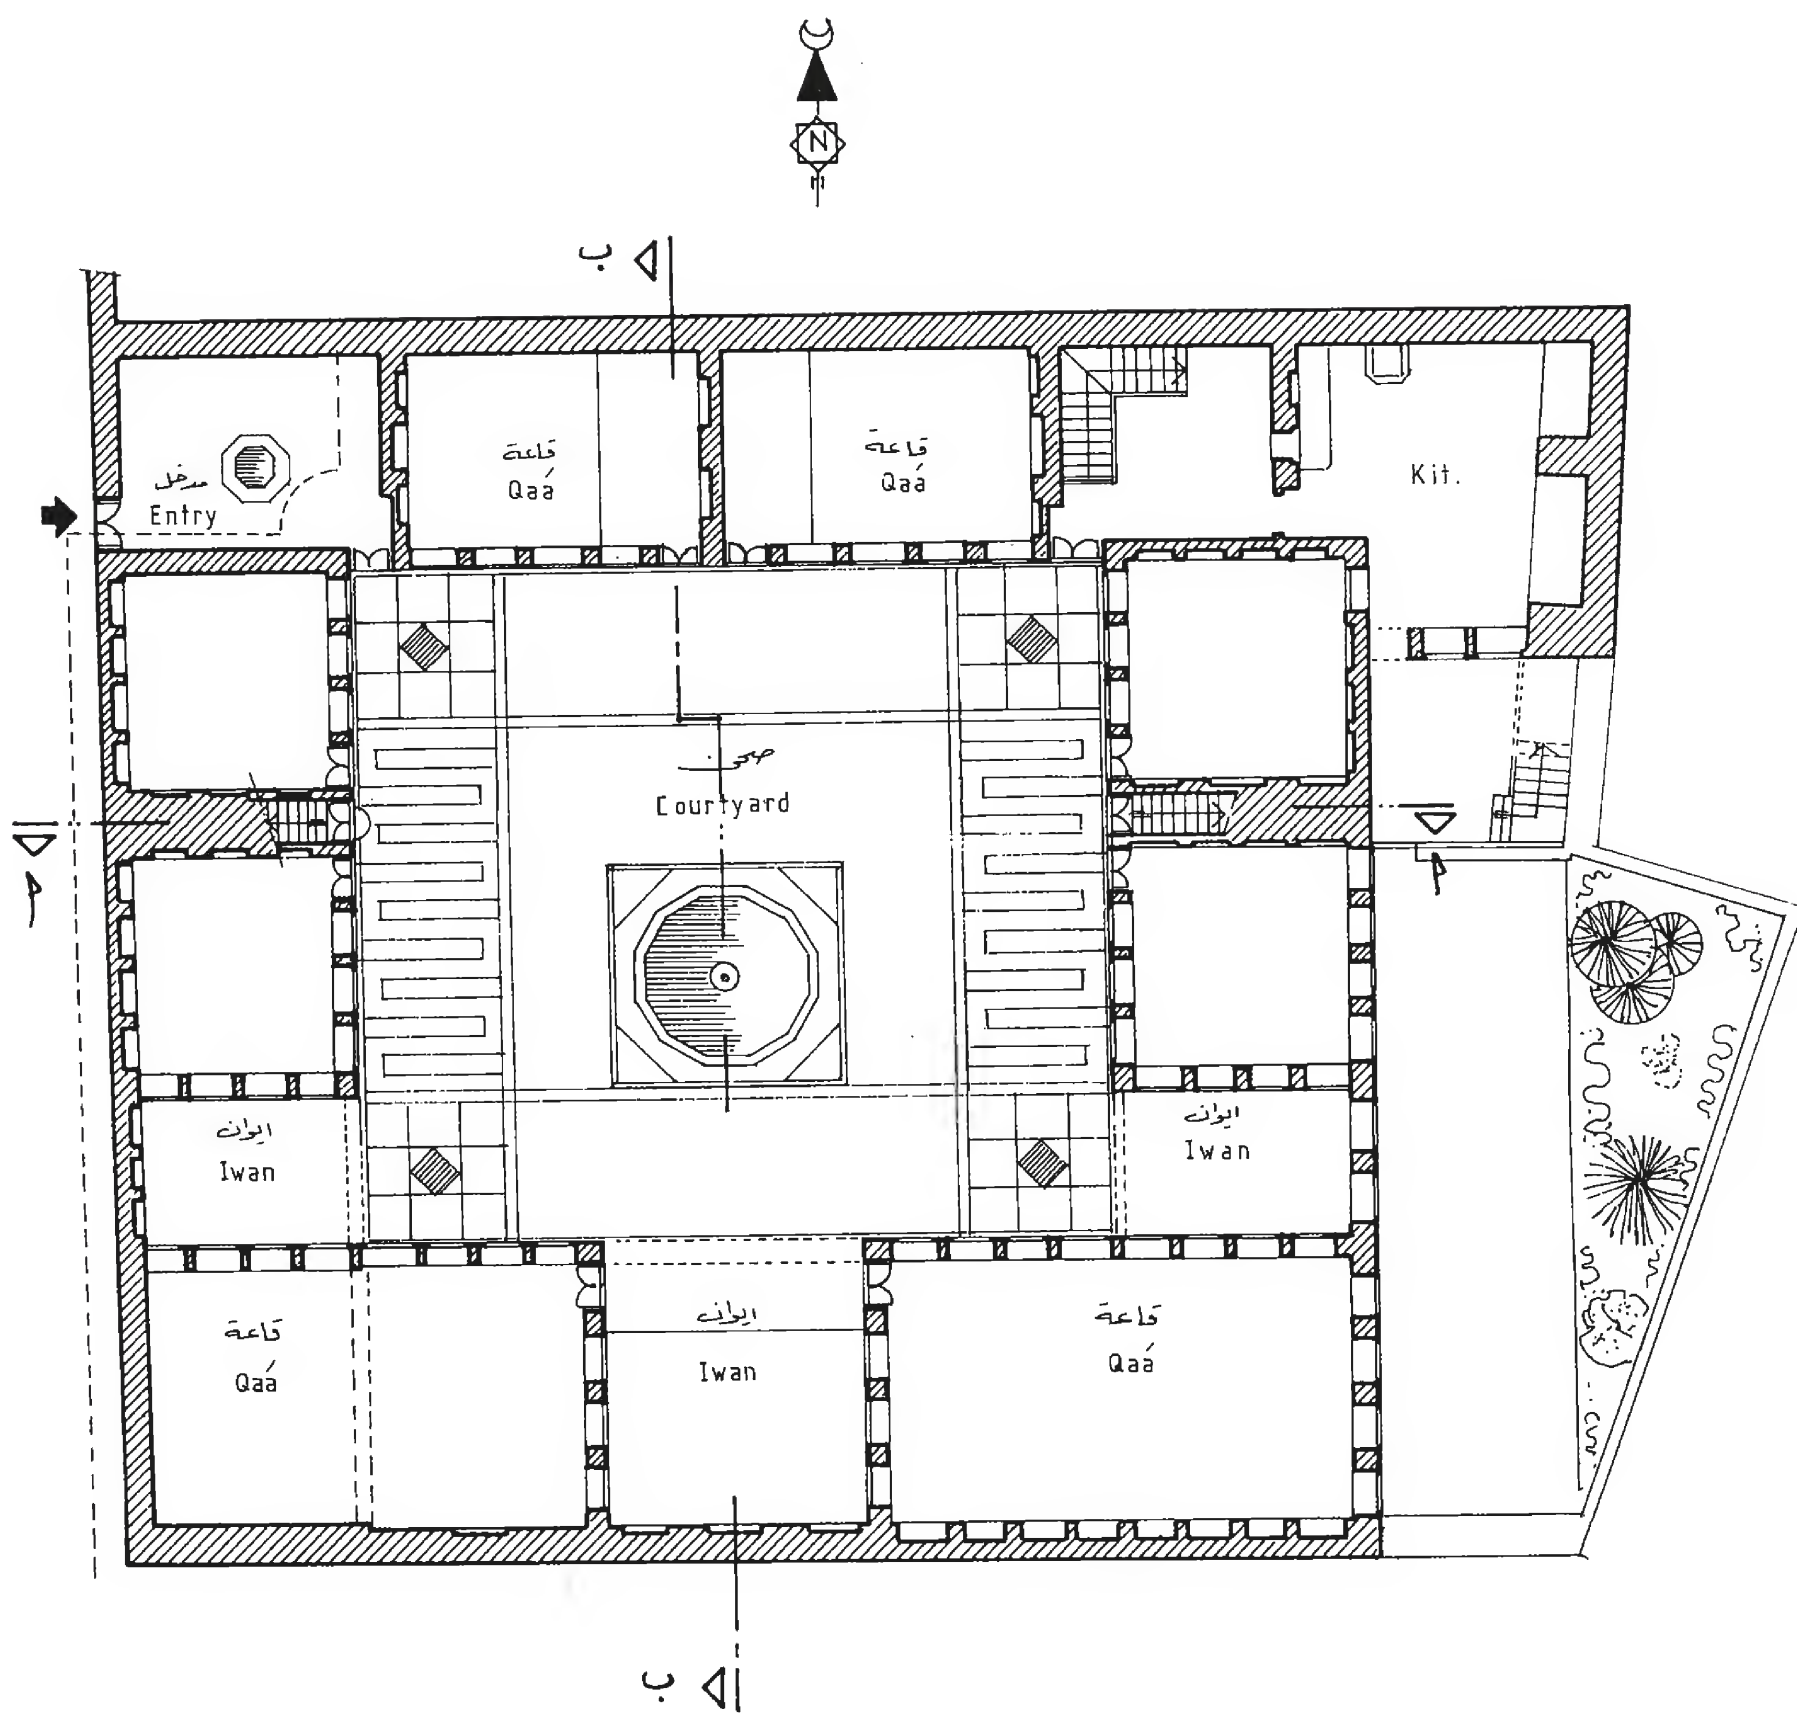 N
ب
قاعة
Qaá
قاعة
Qaá
Kit.
مدخل
Entry
صحن
Courtyard
ايوان
Iwan
ايوان
Iwan
قاعة
Qaá
ايوان
Iwan
قاعة
Qaá
ب